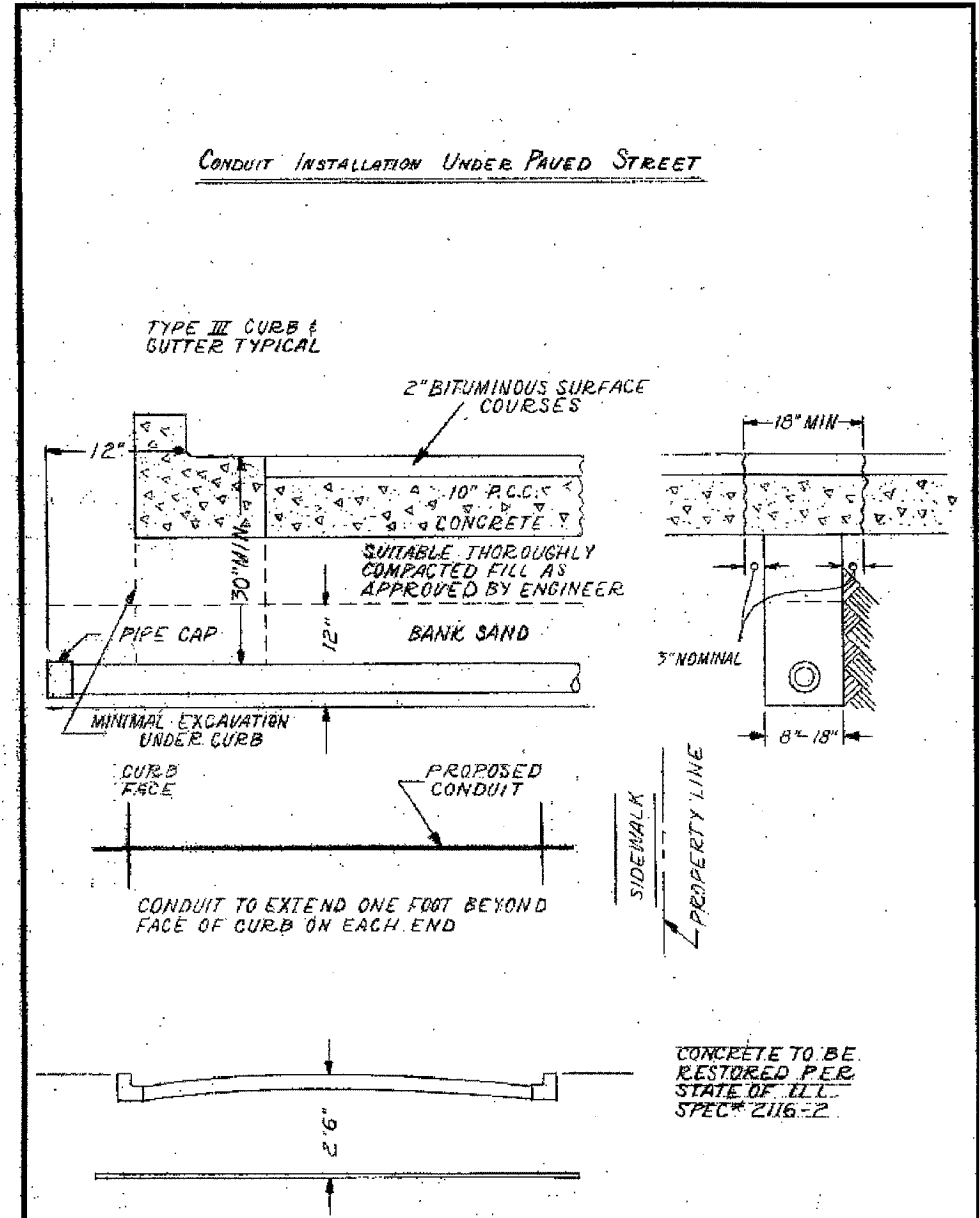 CONDUIT INSTALLATION UNDER PAVED STREET
TYPE III CURB &
GUTTER TYPICAL
2" BITUMINOUS SURFACE
COURSES
12"
18" MIN
10" P.C.C.
CONCRETE
30" MIN.
SUITABLE THOROUGHLY
COMPACTED FILL AS
APPROVED BY ENGINEER
PIPE CAP
12"
BANK SAND
3" NOMINAL
MINIMAL EXCAVATION
UNDER CURB
8"-18"
CURB
FACE
PROPOSED
CONDUIT
SIDEWALK
PROPERTY LINE
CONDUIT TO EXTEND ONE FOOT BEYOND
FACE OF CURB ON EACH END
2'6"
CONCRETE TO BE
RESTORED PER
STATE OF ILL.
SPEC# 2116-2